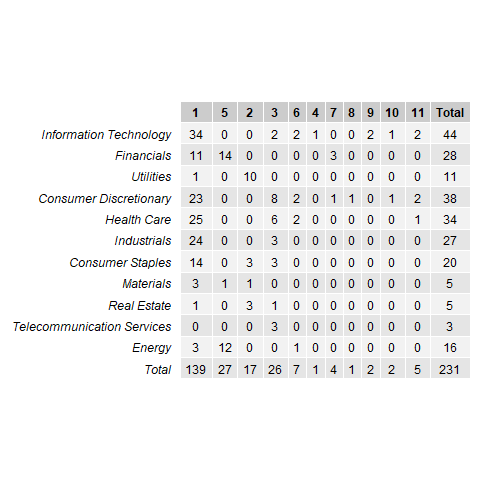 1 5 2 3 6 4 7 8 9 10 11 Total
Information Technology 34 0 0 2 2 1 0 0 2 1 2 44
Financials 11 14 0 0 0 0 3 0 0 0 0 28
Utilities 1 0 10 0 0 0 0 0 0 0 0 11
Consumer Discretionary 23 0 0 8 2 0 1 1 0 1 2 38
Health Care 25 0 0 6 2 0 0 0 0 0 1 34
Industrials 24 0 0 3 0 0 0 0 0 0 0 27
Consumer Staples 14 0 3 3 0 0 0 0 0 0 0 20
Materials 3 1 1 0 0 0 0 0 0 0 0 5
Real Estate 1 0 3 1 0 0 0 0 0 0 0 5
Telecommunication Services 0 0 0 3 0 0 0 0 0 0 0 3
Energy 3 12 0 0 1 0 0 0 0 0 0 16
Total 139 27 17 26 7 1 4 1 2 2 5 231